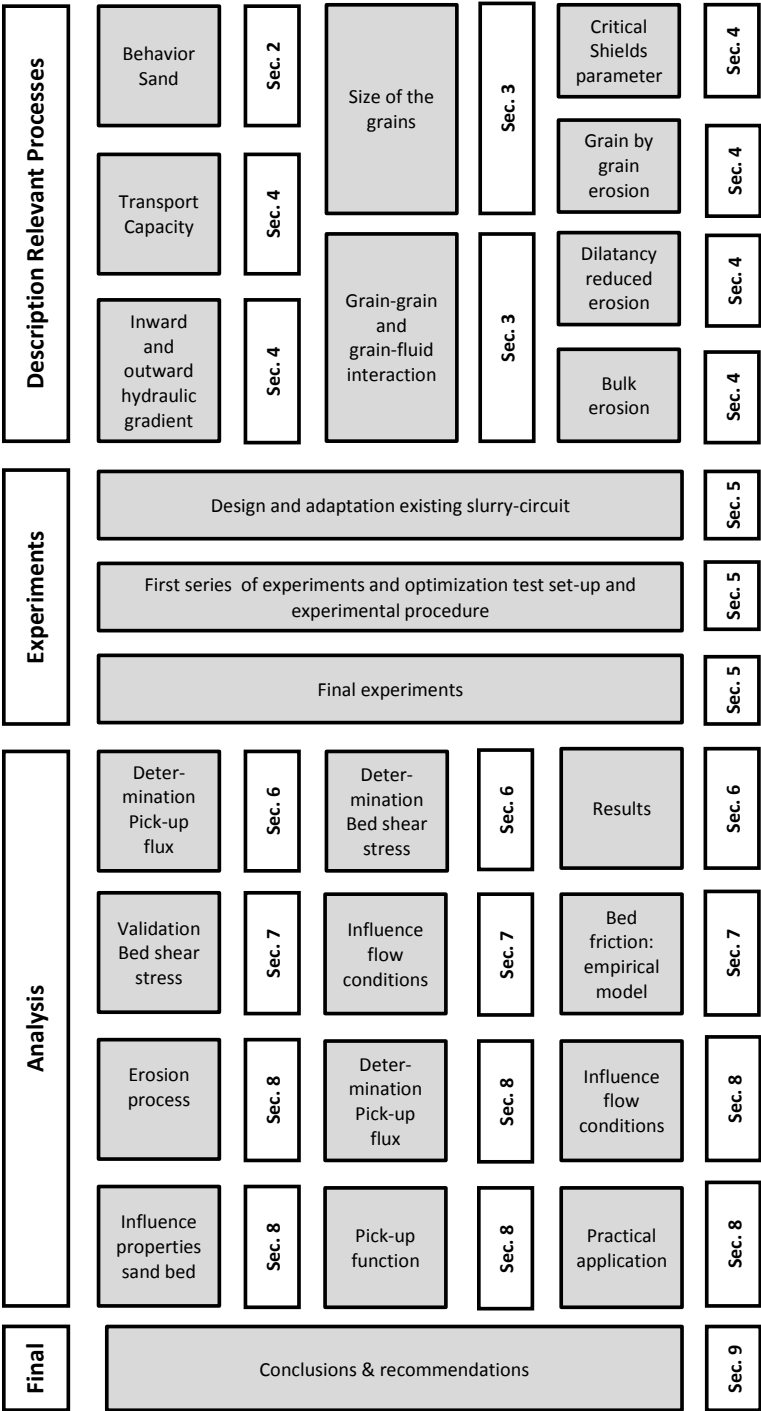 Description Relevant Processes
Behavior
Sand
Sec. 2
Size of the
grains
Sec. 3
Critical
Shields
parameter
Sec. 4
Grain by
grain
erosion
Sec. 4
Transport
Capacity
Sec. 4
Grain-grain
and
grain-fluid
interaction
Sec. 3
Dilatancy
reduced
erosion
Sec. 4
Inward
and
outward
hydraulic
gradient
Sec. 4
Bulk
erosion
Sec. 4
Experiments
Design and adaptation existing slurry-circuit
Sec. 5
First series of experiments and optimization test set-up and
experimental procedure
Sec. 5
Final experiments
Sec. 5
Analysis
Deter-
mination
Pick-up
flux
Sec. 6
Deter-
mination
Bed shear
stress
Sec. 6
Results
Sec. 6
Validation
Bed shear
stress
Sec. 7
Influence
flow
conditions
Sec. 7
Bed
friction:
empirical
model
Sec. 7
Erosion
process
Sec. 8
Deter-
mination
Pick-up
flux
Sec. 8
Influence
flow
conditions
Sec. 8
Influence
properties
sand bed
Sec. 8
Pick-up
function
Sec. 8
Practical
application
Sec. 8
Final
Conclusions & recommendations
Sec. 9